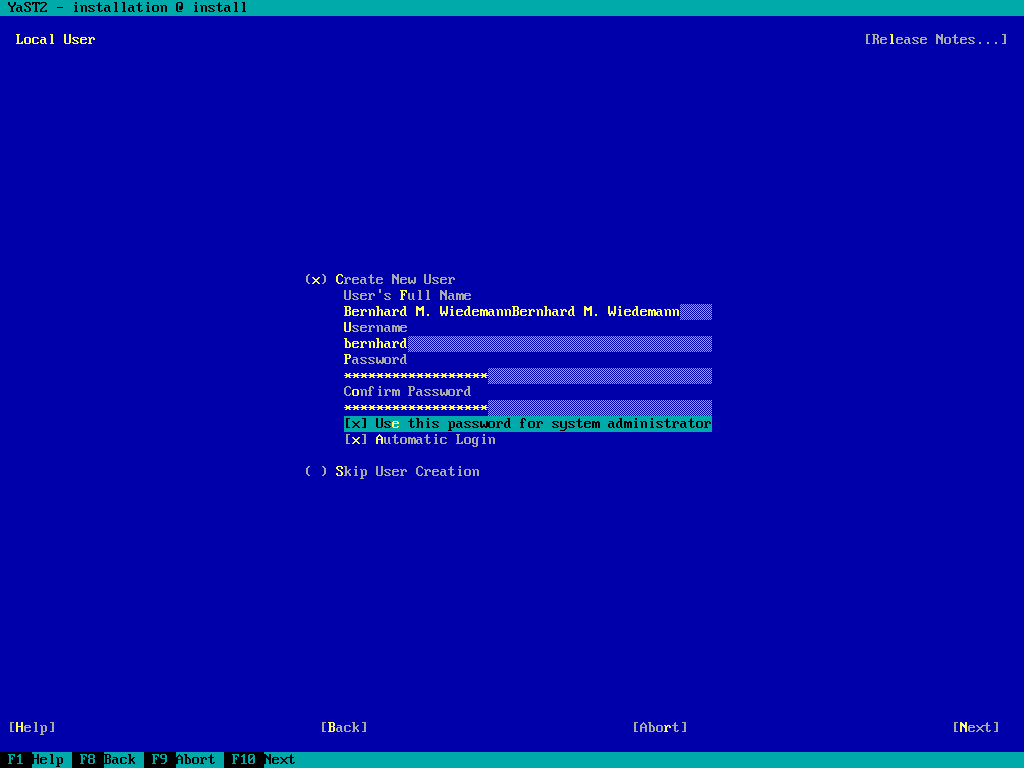 YaST2 - installation @ install
Local User [Release Notes...]
(x) Create New User
User's Full Name
Bernhard M. WiedemannBernhard M. Wiedemann
Username
bernhard
Password
******************
Confirm Password
******************
[x] Use this password for system administrator
[x] Automatic Login
( ) Skip User Creation
[Help] [Back] [Abort] [Next]
F1 Help F8 Back F9 Abort F10 Next